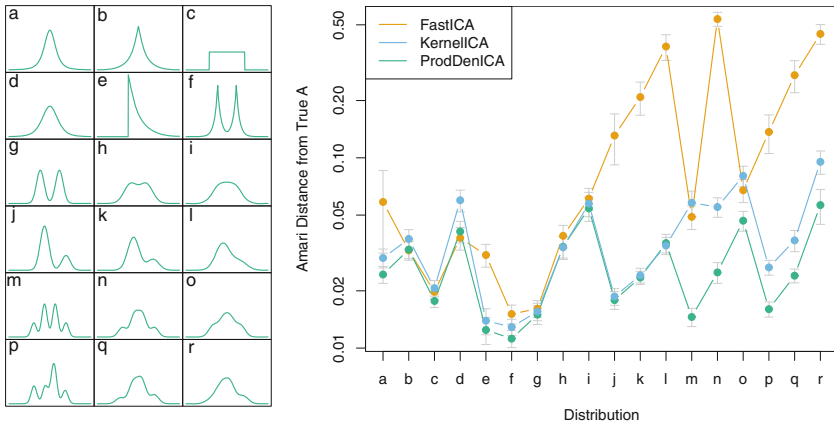 a b c
d e f
g h i
j k l
m n o
p q r
FastICA
KernelICA
ProdDenICA
Amari Distance from True A
0.50
0.20
0.10
0.05
0.02
0.01
a b c d e f g h i j k l m n o p q r
Distribution